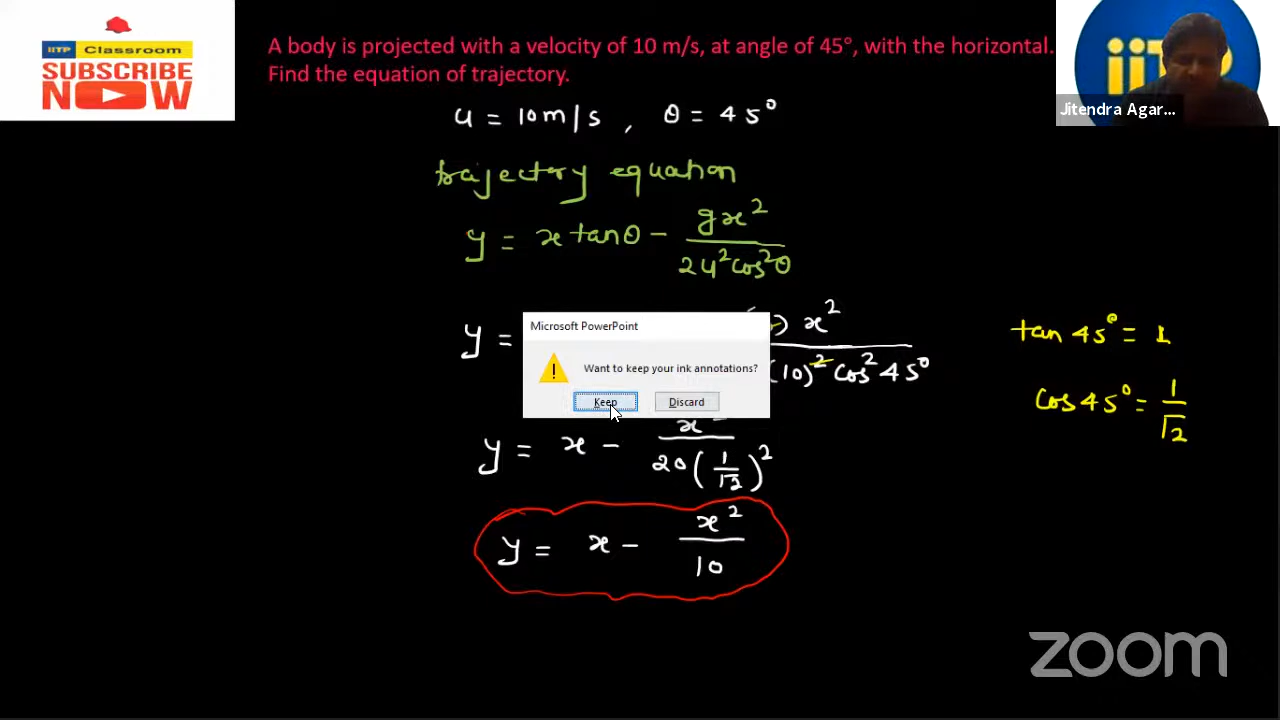 IITP Classroom
SUBSCRIBE
NOW
A body is projected with a velocity of 10 m/s, at angle of 45°, with the horizontal.
Find the equation of trajectory.
iiTP
Jitendra Agar...
u = 10 m/s , θ = 45°
trajectory equation
y = x tanθ − gx² / 2u²cos²θ
y = ) x² / (10)² cos² 45°
tan 45° = 1
cos 45° = 1/√2
Microsoft PowerPoint
Want to keep your ink annotations?
Keep Discard
y = x − x² / 20(1/√2)²
y = x − x²/10
zoom